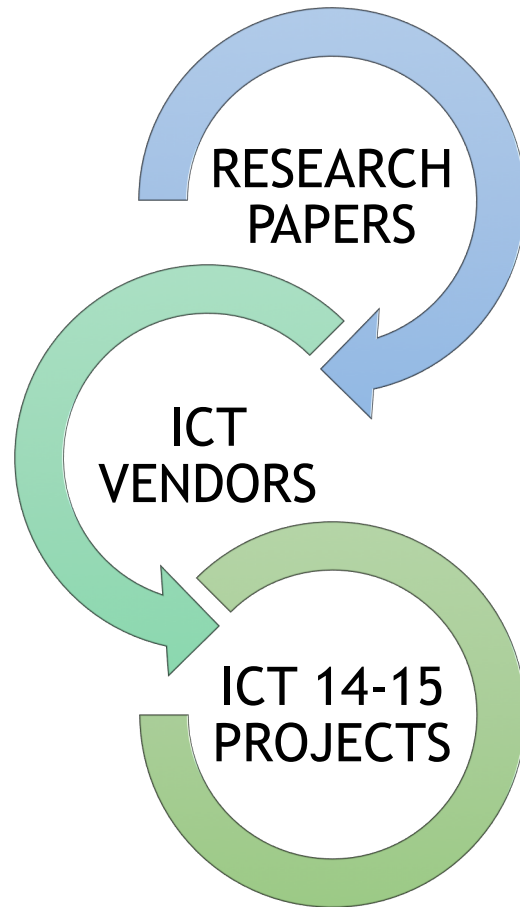 RESEARCH
PAPERS
ICT
VENDORS
ICT 14-15
PROJECTS